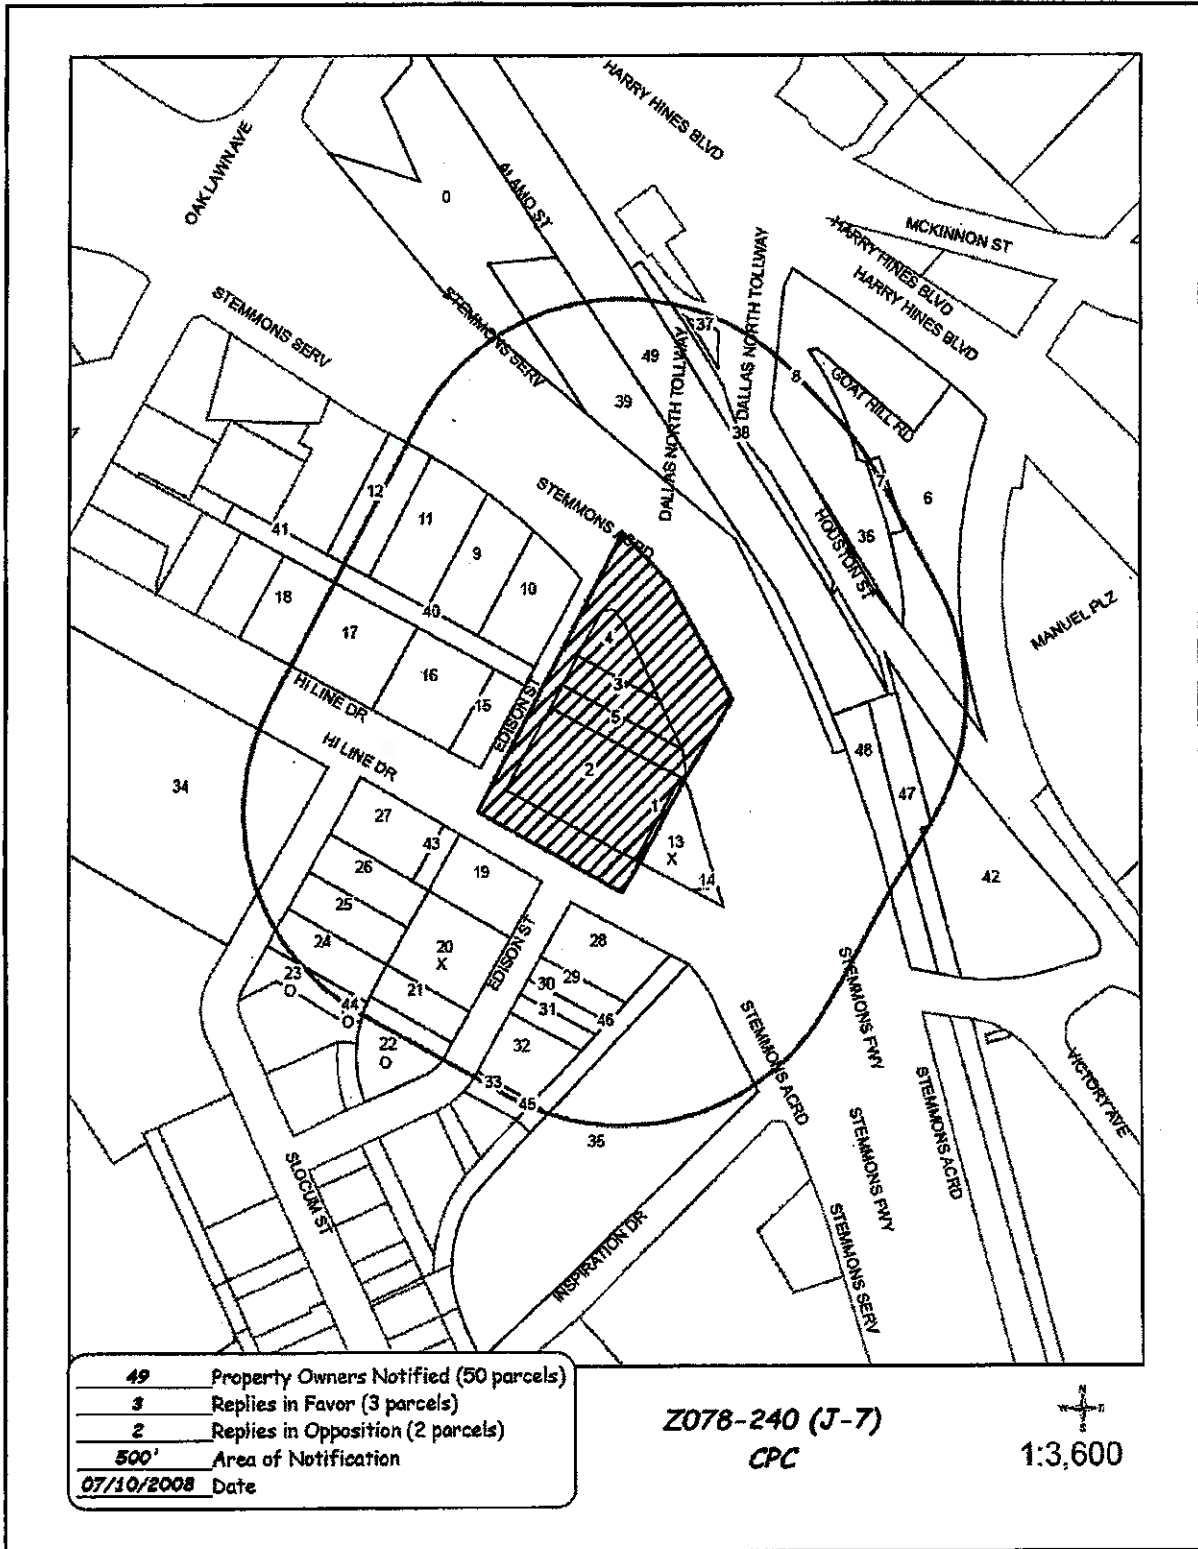 HARRY HINES BLVD
OAK LAWN AVE
ALAMO ST
0
MCKINNON ST
HARRY HINES BLVD
HARRY HINES BLVD
DALLAS NORTH TOLLWAY
STEMMONS SERV
STEMMONS SERV
37
49
DALLAS NORTH TOLLWAY
8
GOAT HILL RD
39
38
STEMMONS ACRD
12
11
41
9
7
6
36
HOUSTON ST
10
18
40
17
4
MANUEL PLZ
16
3
HI LINE DR
15
EDISON ST
5
HI LINE DR
2
48
34
47
27
1
43
13
X
26
19
14
42
25
24
20
X
28
EDISON ST
23
O
29
30
21
44
O
31
46
STEMMONS FWY
22
O
32
STEMMONS ACRD
33
45
VICTORY AVE
35
STEMMONS FWY
STEMMONS ACRD
SLOCUM ST
INSPIRATION DR
STEMMONS SERV
49 Property Owners Notified (50 parcels)
3 Replies in Favor (3 parcels)
2 Replies in Opposition (2 parcels)
500' Area of Notification
07/10/2008 Date
Z078-240 (J-7)
CPC
N
W
E
S
1:3,600